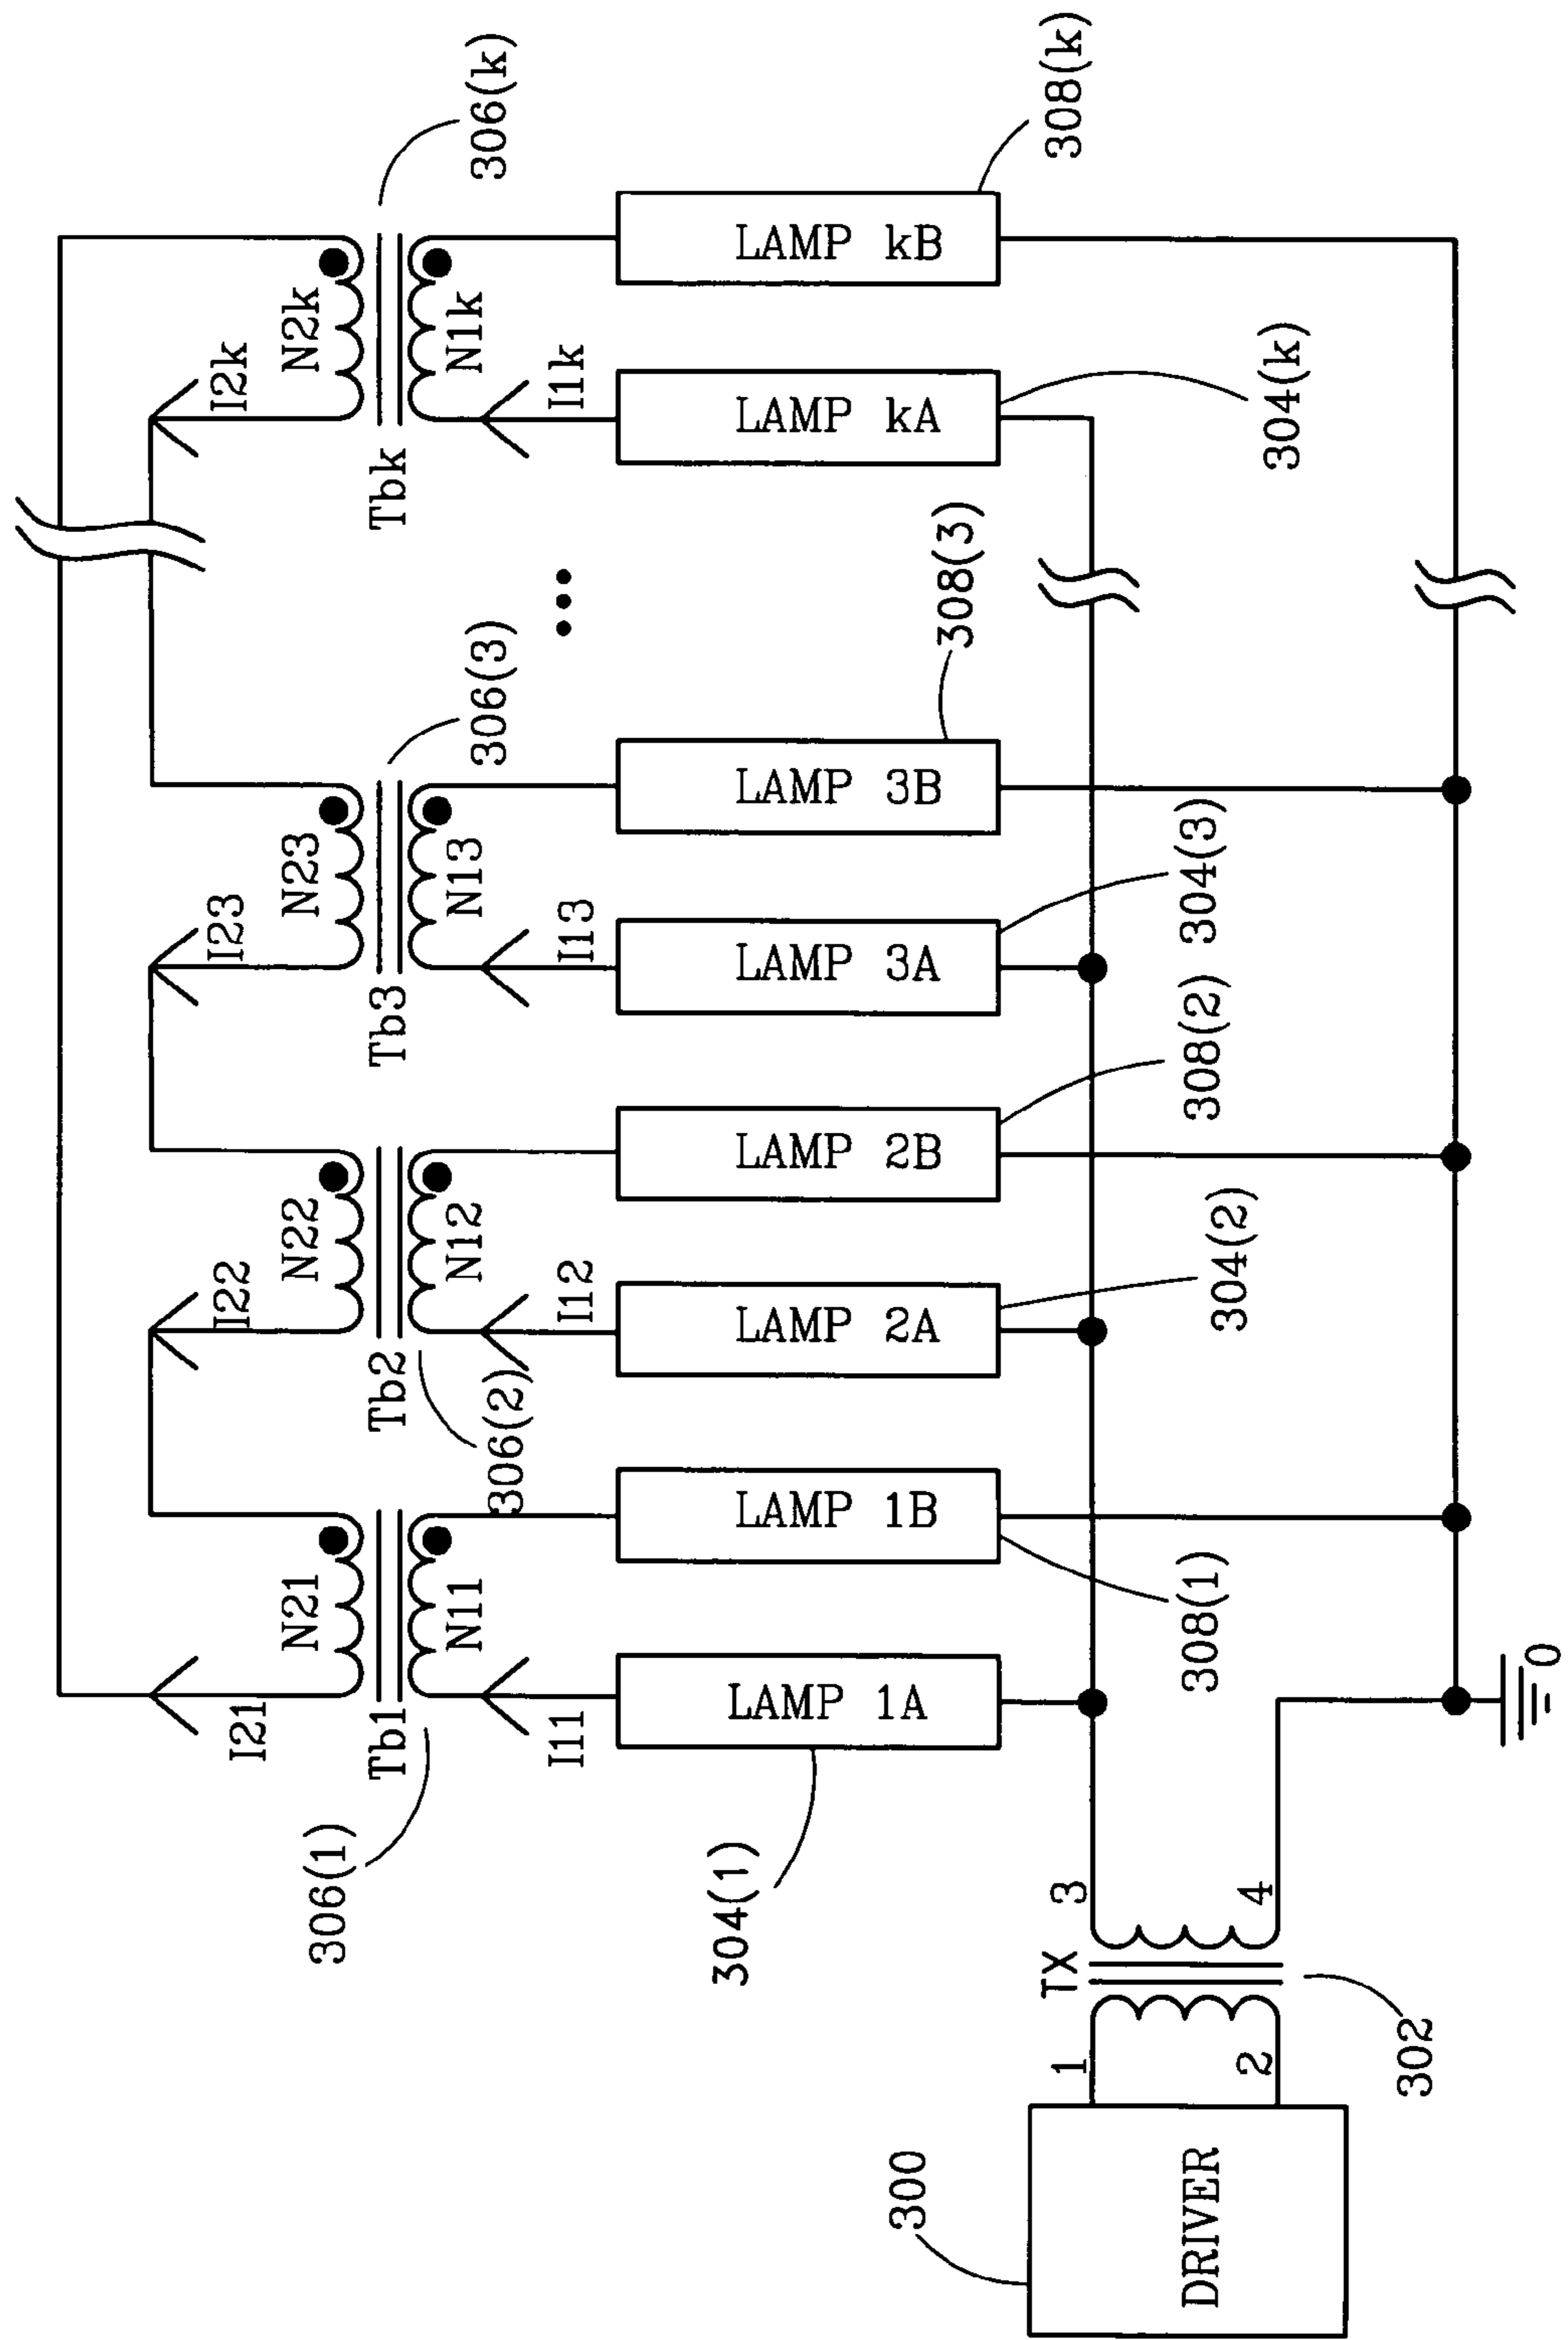 306(k)
308(k)
N2k
I2k
N1k
I1k
LAMP kB
LAMP kA
Tbk
304(k)
308(3)
306(3)
N23
I23
N13
I13
LAMP 3B
LAMP 3A
Tb3
304(3)
308(2)
N22
I22
N12
I12
LAMP 2B
LAMP 2A
Tb2
306(2)
304(2)
N21
I21
N11
I11
LAMP 1B
LAMP 1A
Tb1
308(1)
0
306(1)
304(1)
3
4
TX
1
2
302
300
DRIVER